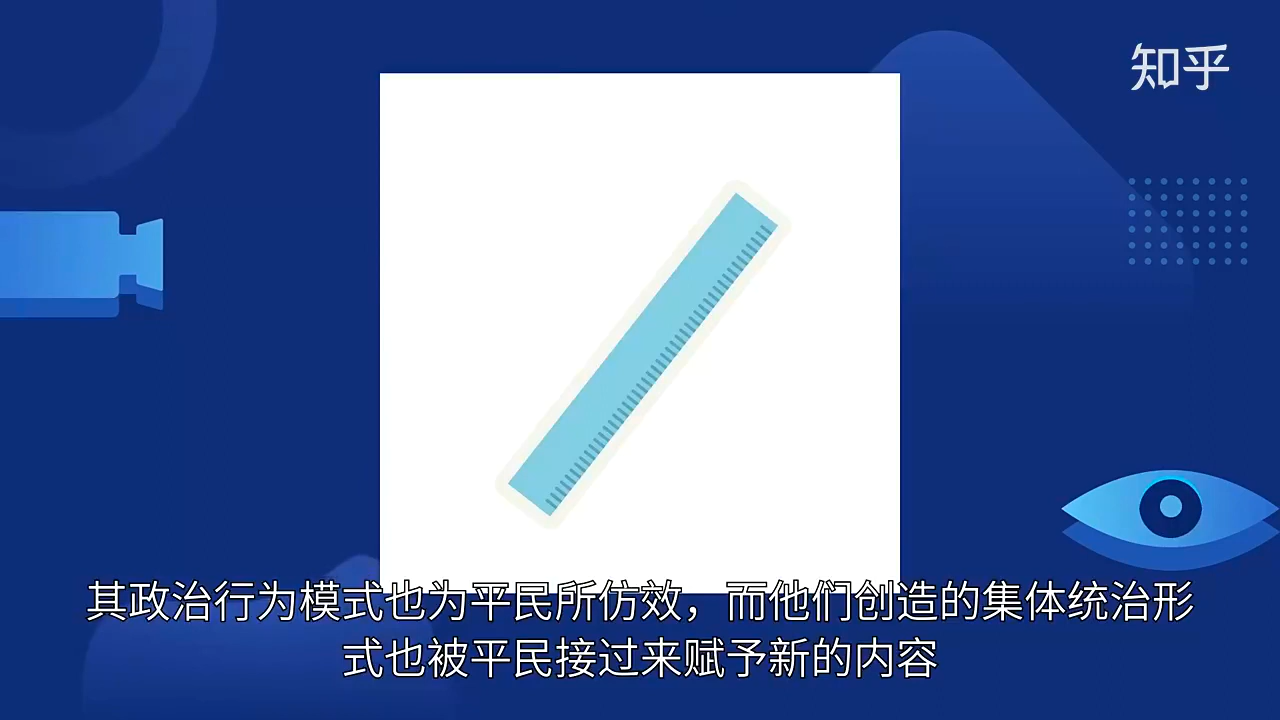 知乎
其政治行为模式也为平民所仿效，而他们创造的集体统治形
式也被平民接过来赋予新的内容